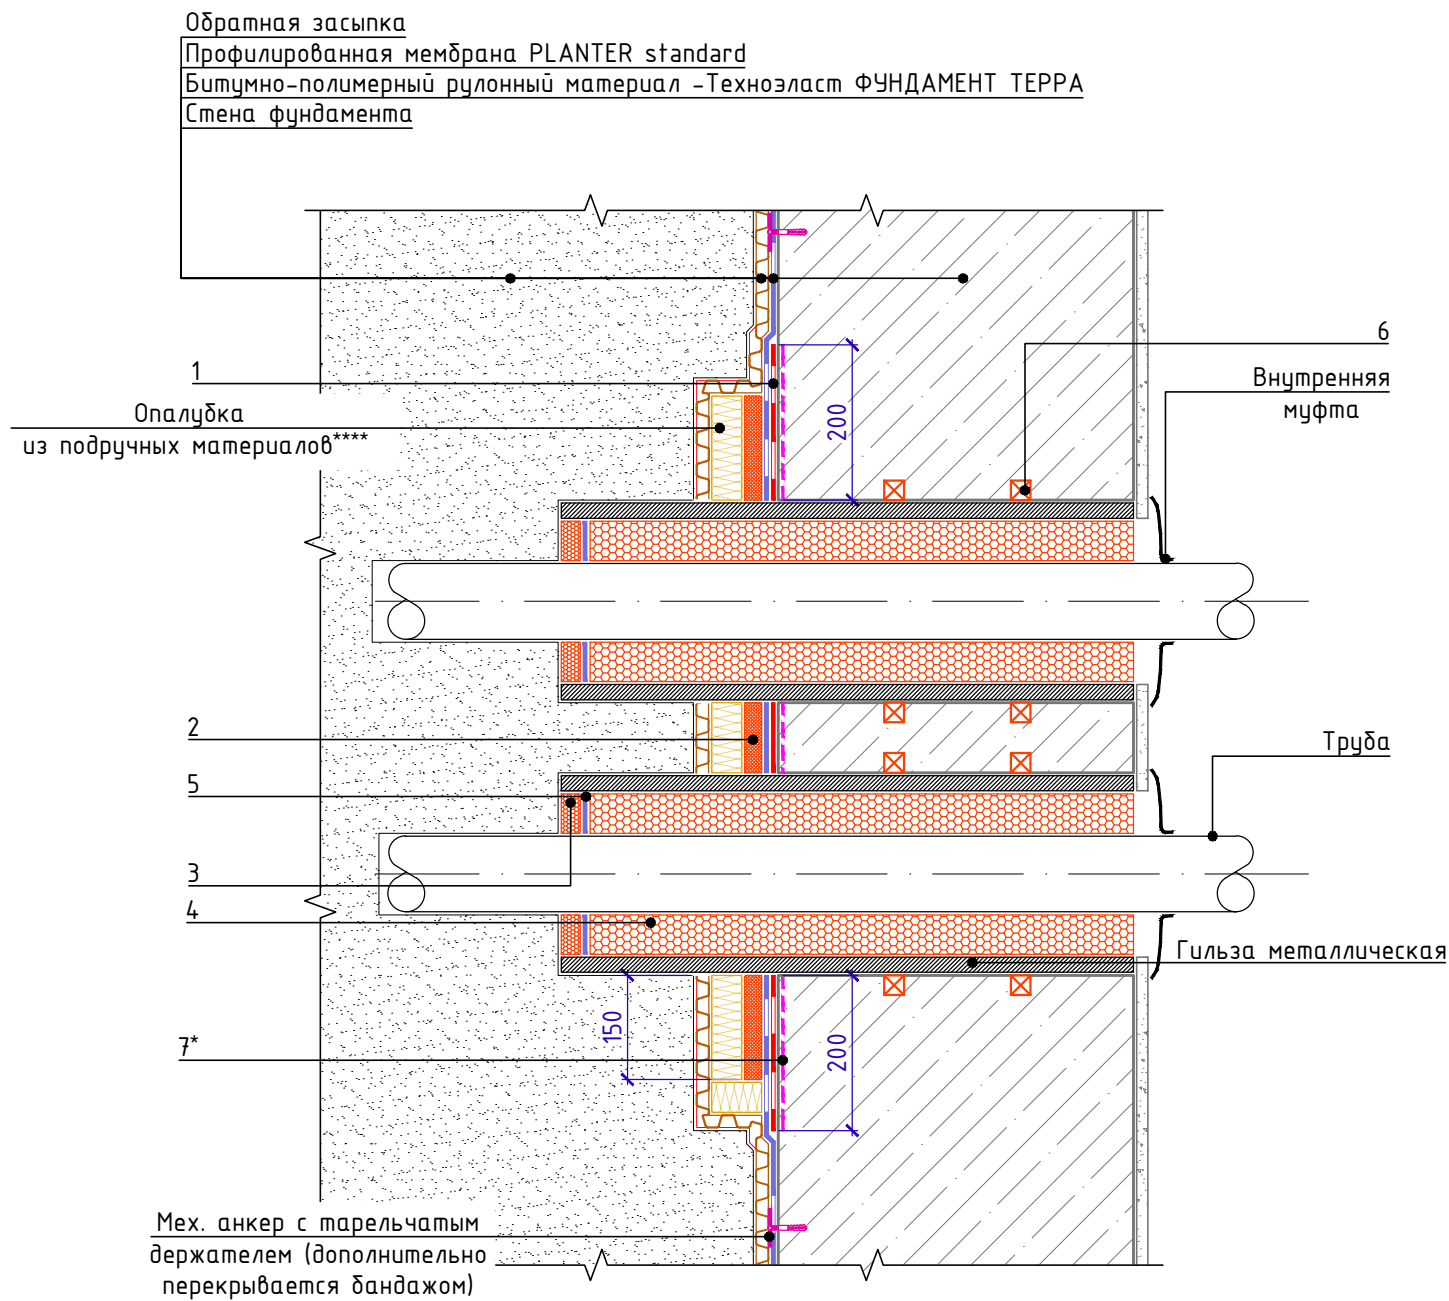 Обратная засыпка
Профилированная мембрана PLANTER standard
Битумно-полимерный рулонный материал -Техноэласт ФУНДАМЕНТ ТЕРРА
Стена фундамента
6
1
Внутренняя
муфта
Опалубка
из подручных материалов****
200
2
Труба
5
3
4
Гильза металлическая
150
200
7*
Мех. анкер с тарельчатым
держателем (дополнительно
перекрывается бандажом)